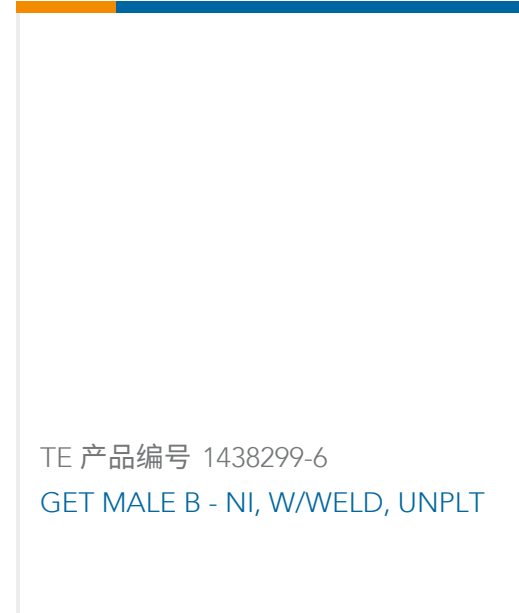 TE 产品编号 1438299-6
GET MALE B - NI, W/WELD, UNPLT